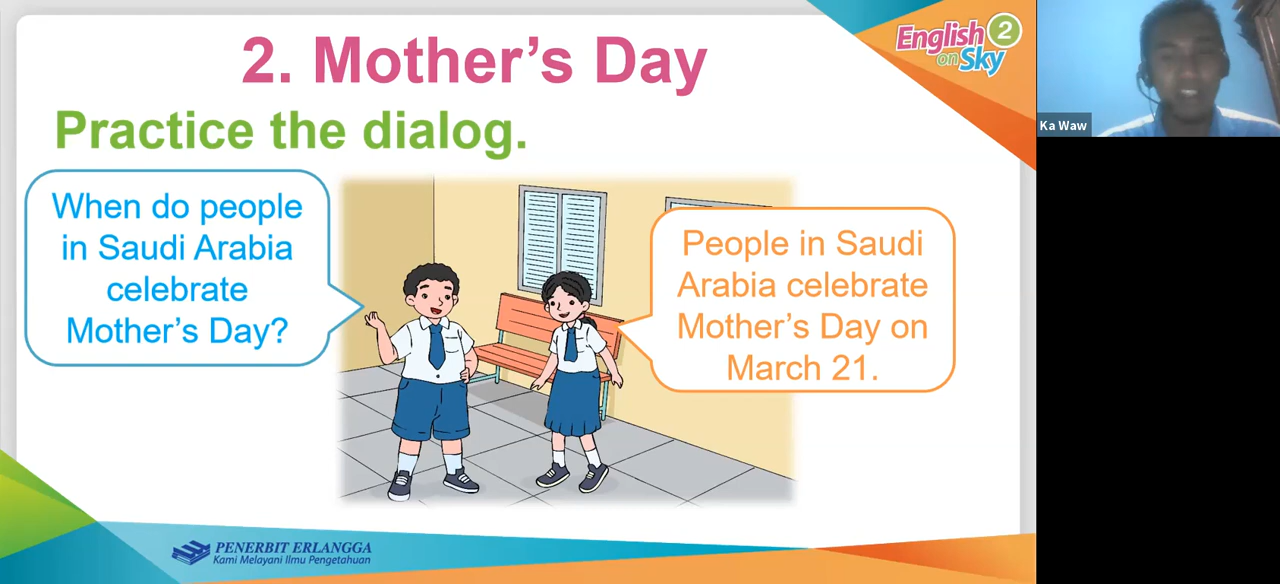 2. Mother’s Day
English 2
on Sky
Practice the dialog.
When do people
in Saudi Arabia
celebrate
Mother’s Day?
People in Saudi
Arabia celebrate
Mother’s Day on
March 21.
Ka Waw
PENERBIT ERLANGGA
Kami Melayani Ilmu Pengetahuan